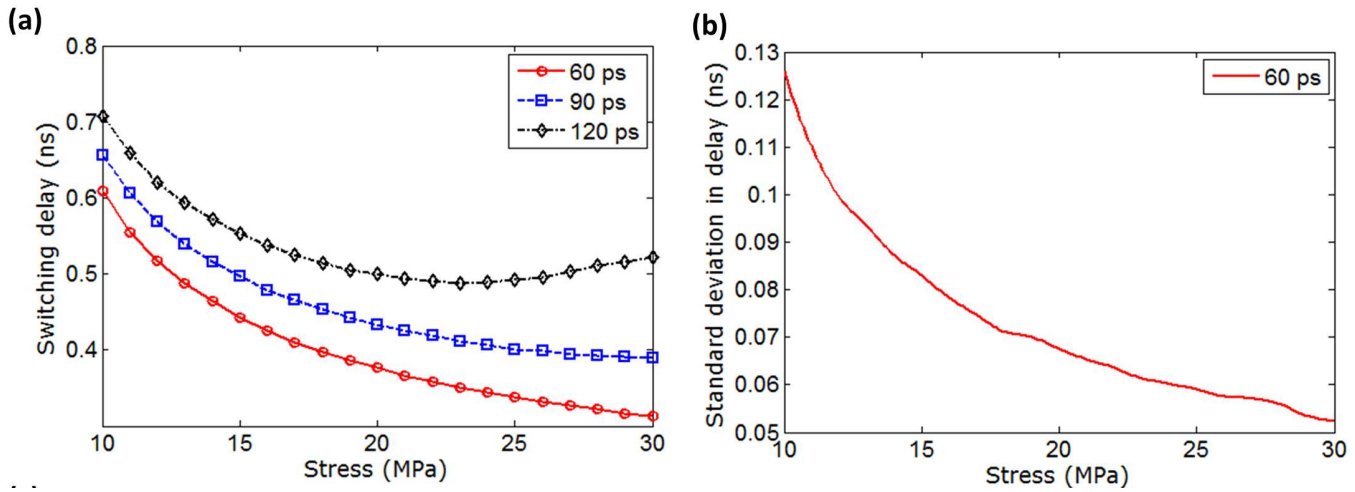 (a)
0.8
0.7
0.6
0.5
0.4
Switching delay (ns)
60 ps
90 ps
120 ps
10 15 20 25 30
Stress (MPa)
(b)
0.13
0.12
0.11
0.1
0.09
0.08
0.07
0.06
0.05
Standard deviation in delay (ns)
60 ps
10 15 20 25 30
Stress (MPa)